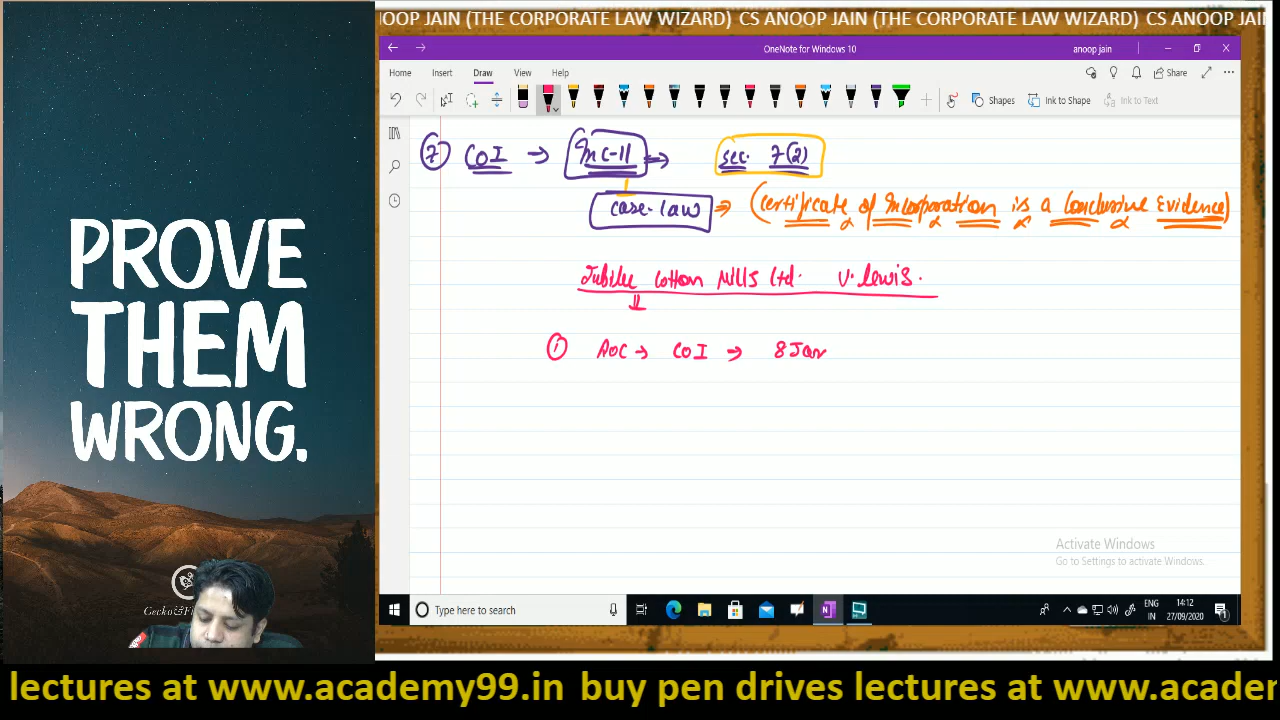 NOOP JAIN (THE CORPORATE LAW WIZARD) CS ANOOP JAIN (THE CORPORATE LAW WIZARD) CS ANOOP JAI
OneNote for Windows 10
anoop jain
Home Insert Draw View Help
Share
Shapes Ink to Shape Ink to Text
7 COI → Inc-11 ⇒ sec. 7(2)
case-law ⇒ (Certificate of Incorporation is a Conclusive Evidence)
Jubilee Cotton Mills Ltd. V. Lewis.
① ROC → COI → 8 Jan
PROVE
THEM
WRONG.
Activate Windows
Go to Settings to activate Windows.
Type here to search
ENG
IN
14:12
27/09/2020
lectures at www.academy99.in buy pen drives lectures at www.acader